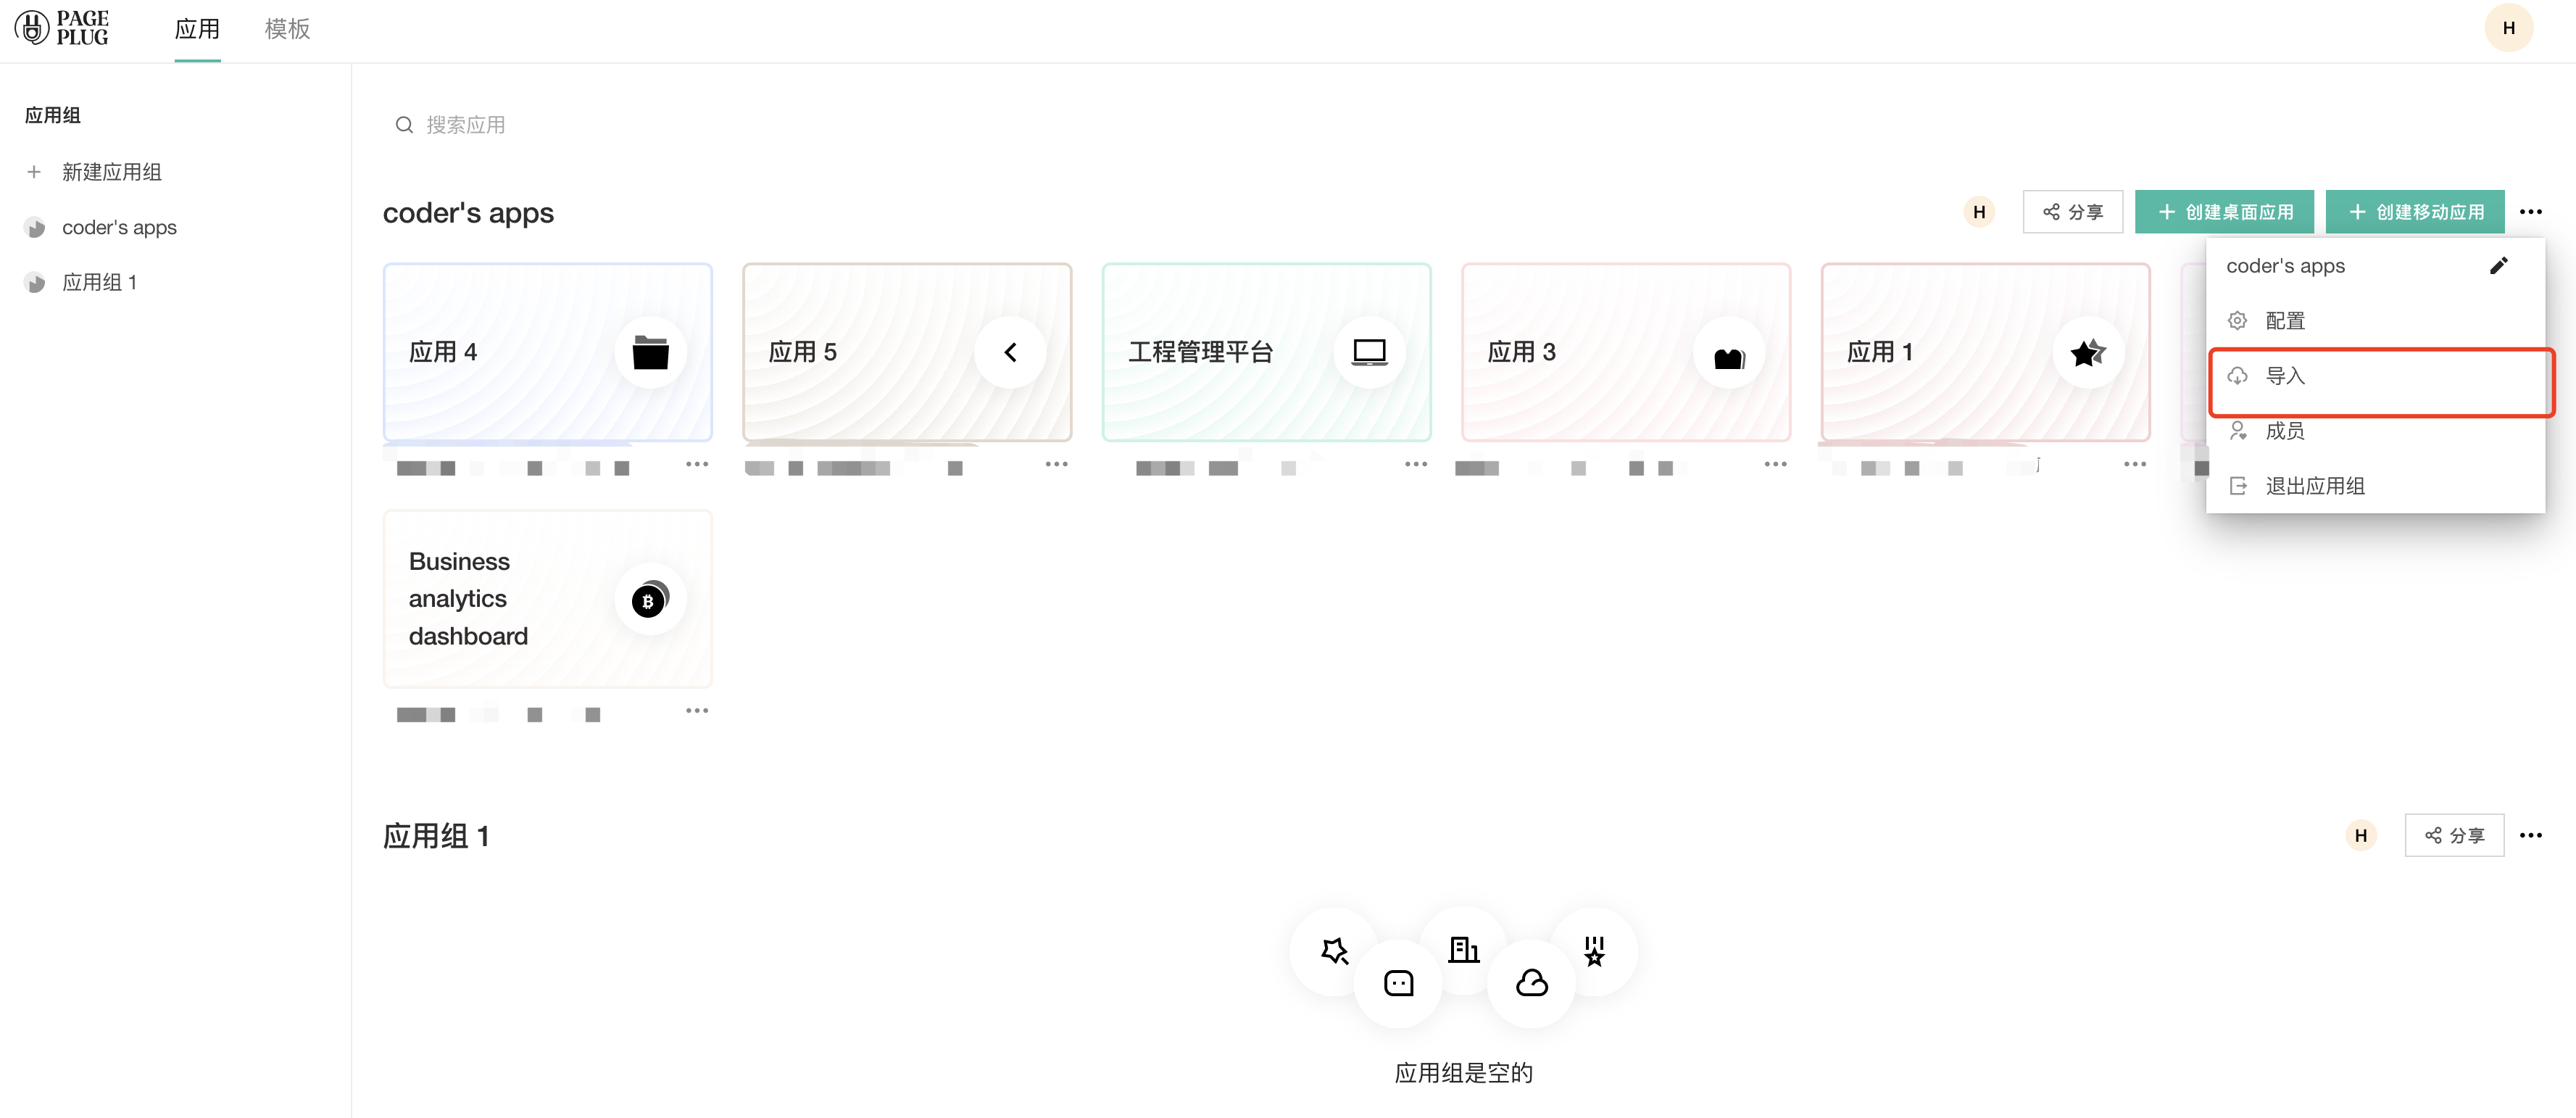 PAGE
PLUG
应用
模板
H
应用组
新建应用组
coder's apps
应用组 1
搜索应用
coder's apps
H
分享
创建桌面应用
创建移动应用
coder's apps
配置
导入
成员
退出应用组
应用 4
应用 5
工程管理平台
应用 3
应用 1
Business
analytics
dashboard
应用组 1
H
分享
应用组是空的